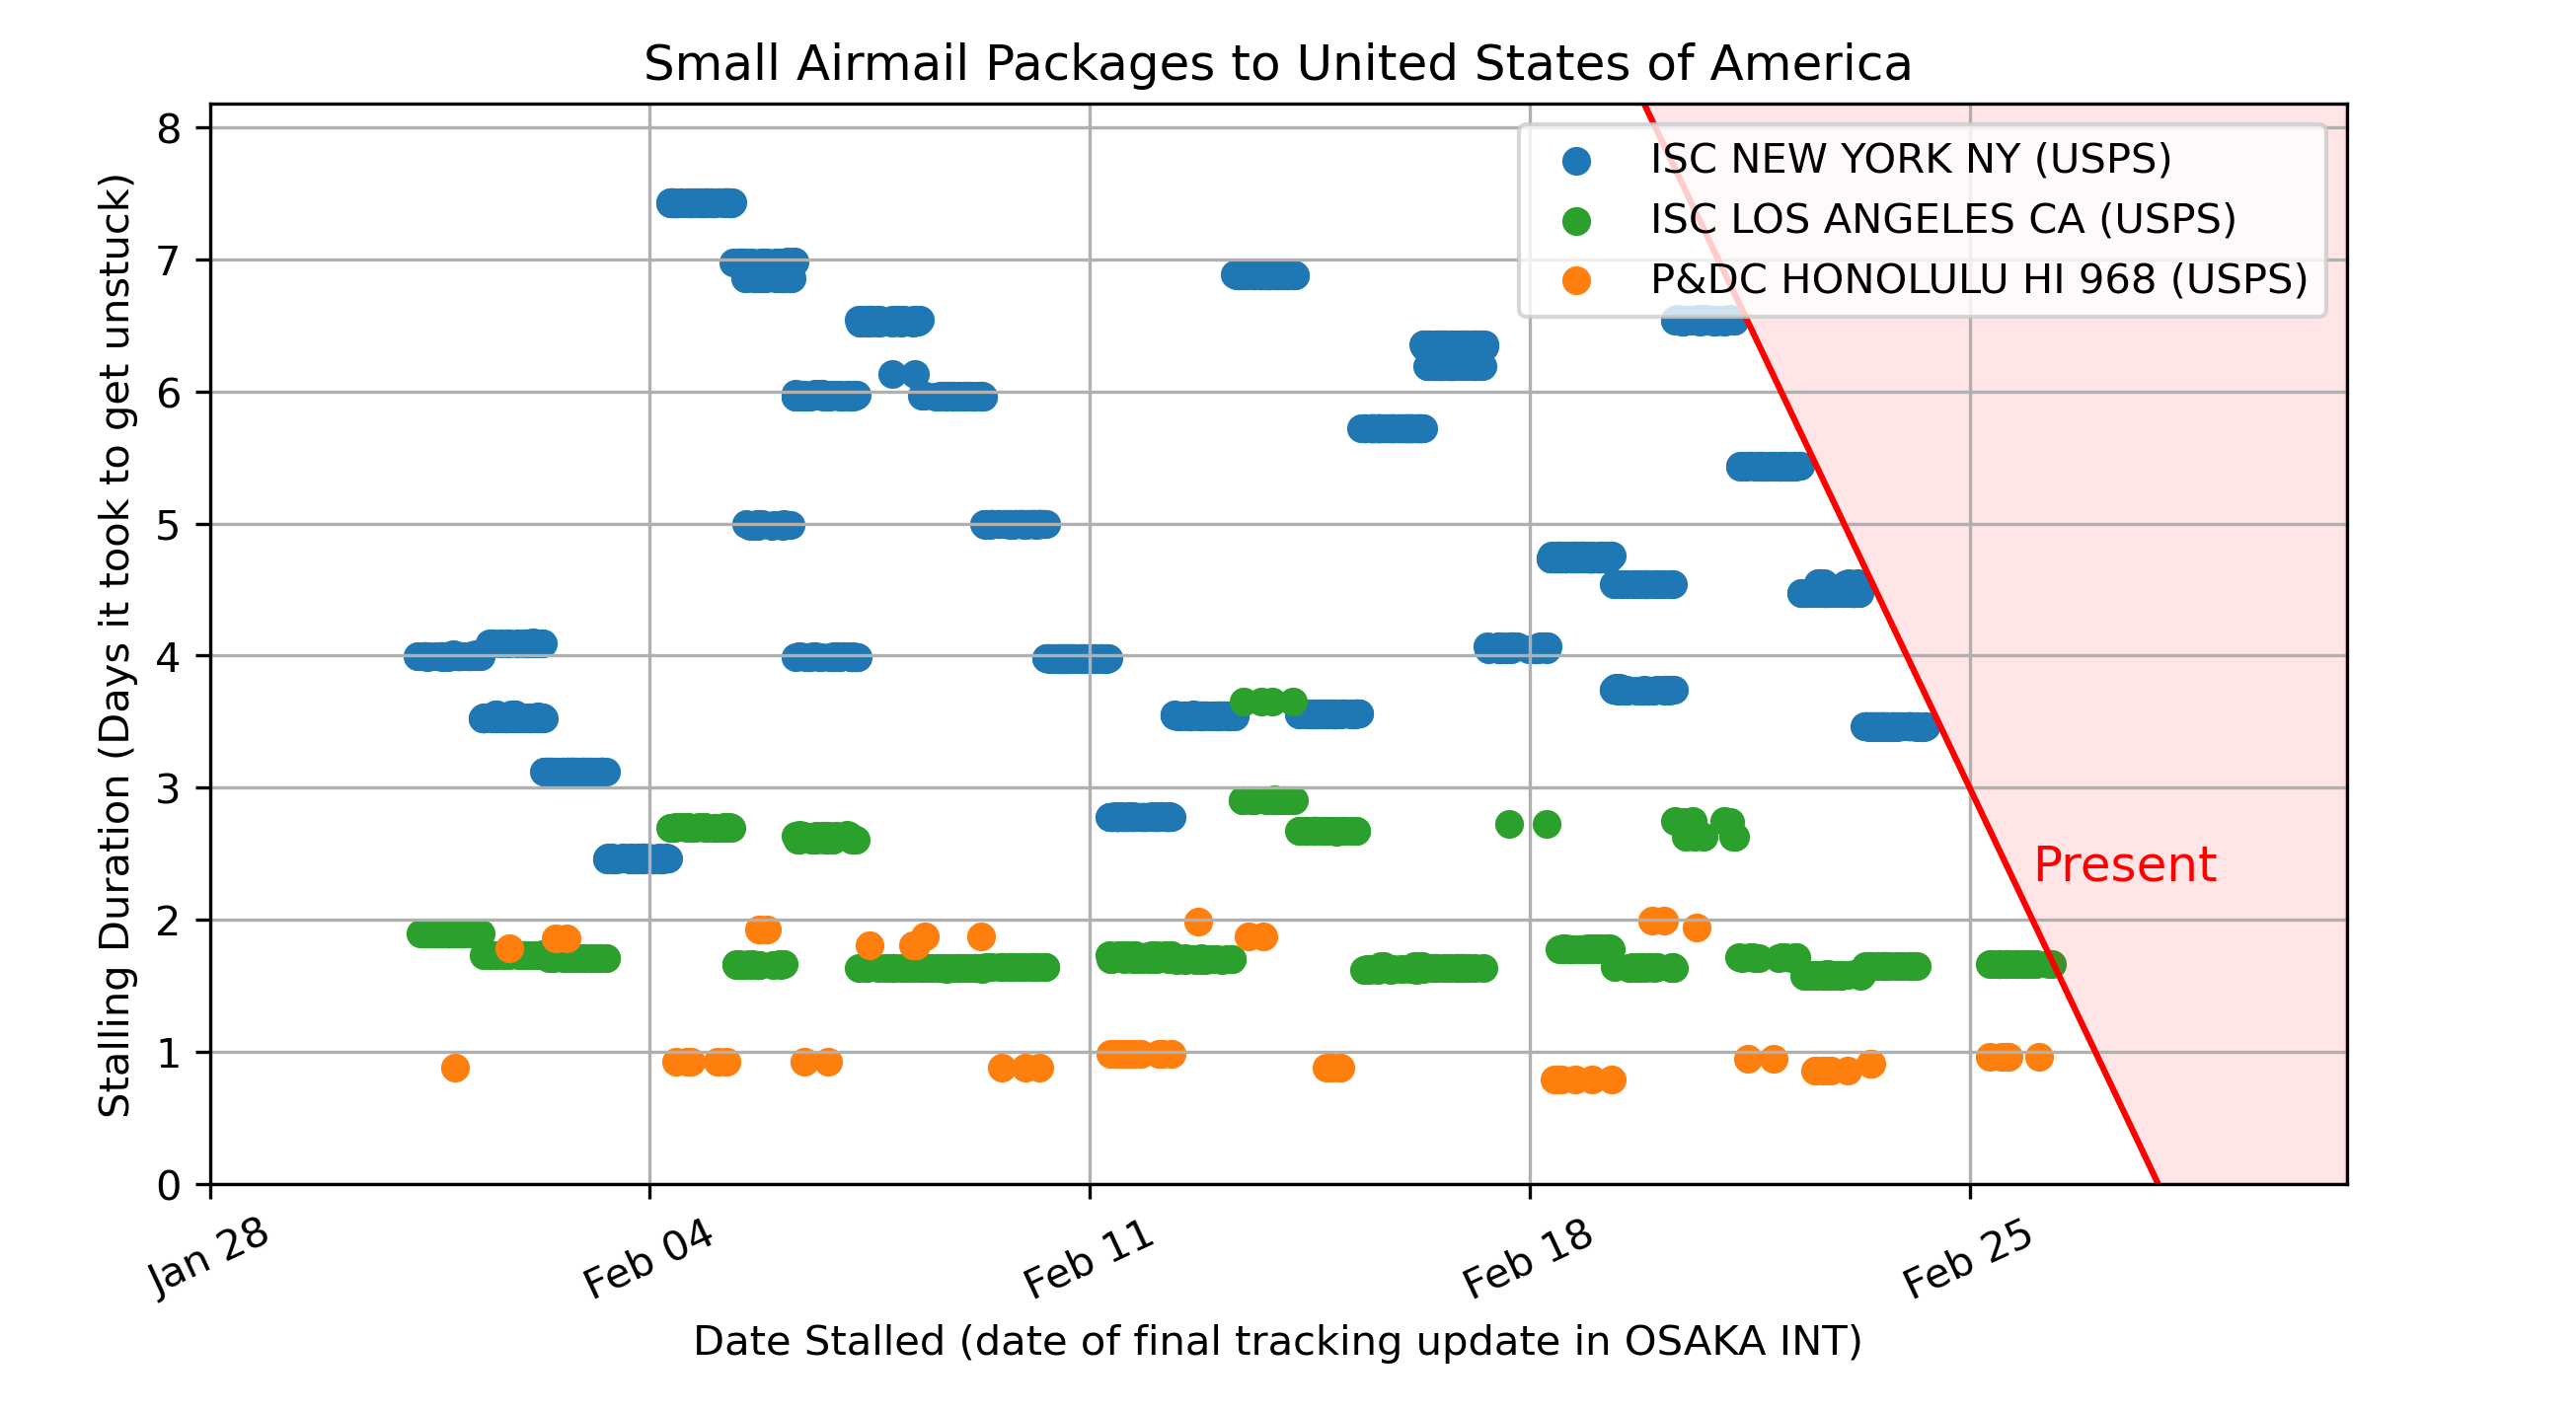 Small Airmail Packages to United States of America
Stalling Duration (Days it took to get unstuck)
8
7
6
5
4
3
2
1
0
ISC NEW YORK NY (USPS)
ISC LOS ANGELES CA (USPS)
P&DC HONOLULU HI 968 (USPS)
Present
Jan 28
Feb 04
Feb 11
Feb 18
Feb 25
Date Stalled (date of final tracking update in OSAKA INT)